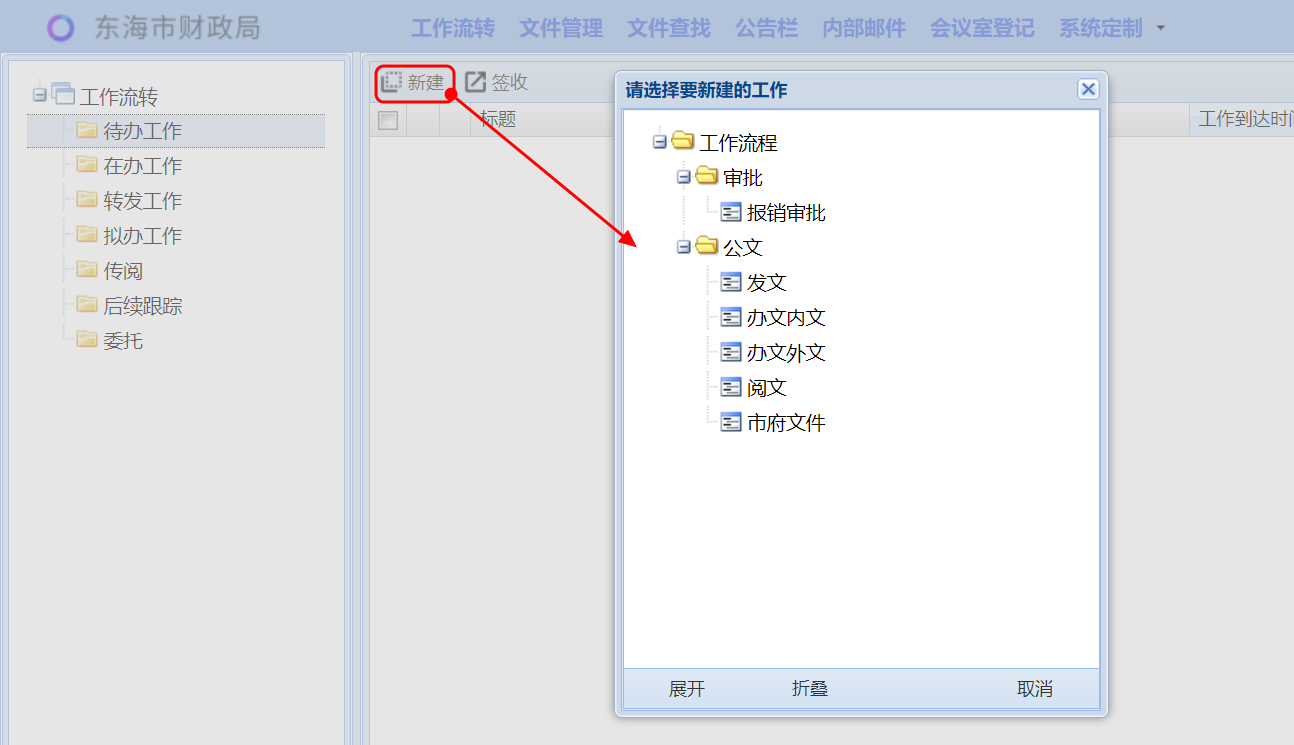 东海市财政局
工作流转 文件管理 文件查找 公告栏 内部邮件 会议室登记 系统定制
工作流转
待办工作
在办工作
转发工作
拟办工作
传阅
后续跟踪
委托
新建 签收
标题 工作到达时间
请选择要新建的工作
工作流程
审批
报销审批
公文
发文
办文内文
办文外文
阅文
市府文件
展开 折叠 取消